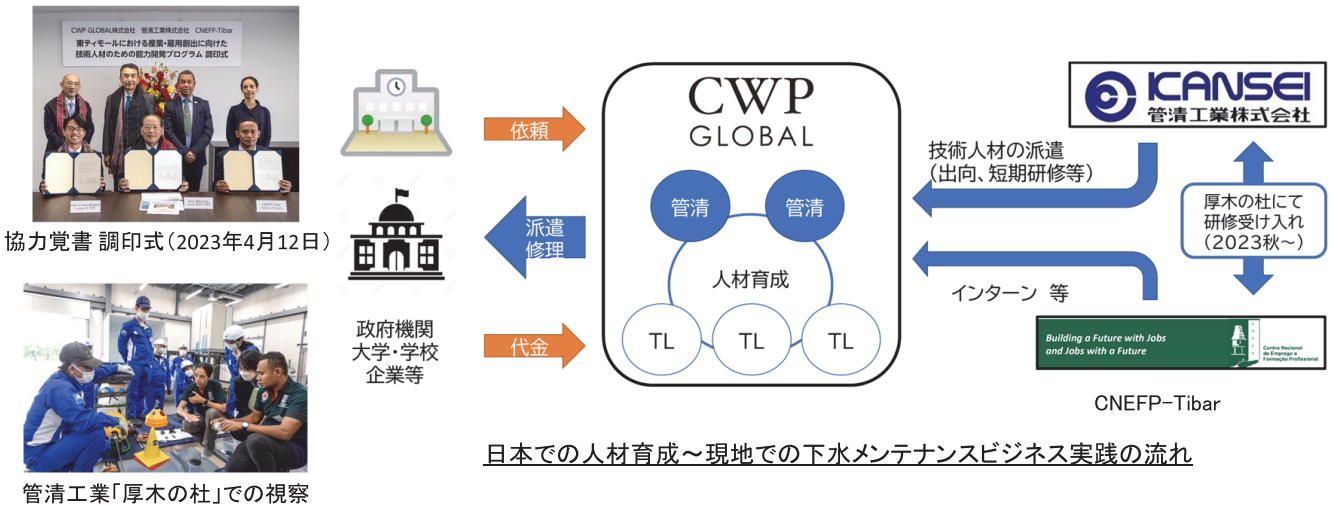 CWP GLOBAL株式会社　管清工業株式会社　CNEFP-Tibar
東ティモールにおける産業・雇用創出に向けた
技術人材のための能力開発プログラム 調印式
協力覚書 調印式（2023年4月12日）
管清工業「厚木の杜」での視察
政府機関
大学・学校
企業等
依頼
派遣
修理
代金
CWP
GLOBAL
管清
管清
人材育成
TL
TL
TL
技術人材の派遣
（出向、短期研修等）
インターン 等
KANSEI
管清工業株式会社
厚木の杜にて
研修受け入れ
（2023秋～）
Building a Future with Jobs
and Jobs with a Future
Centro Nacional
de Emprego e
Formação Profissional
CNEFP-Tibar
日本での人材育成～現地での下水メンテナンスビジネス実践の流れ